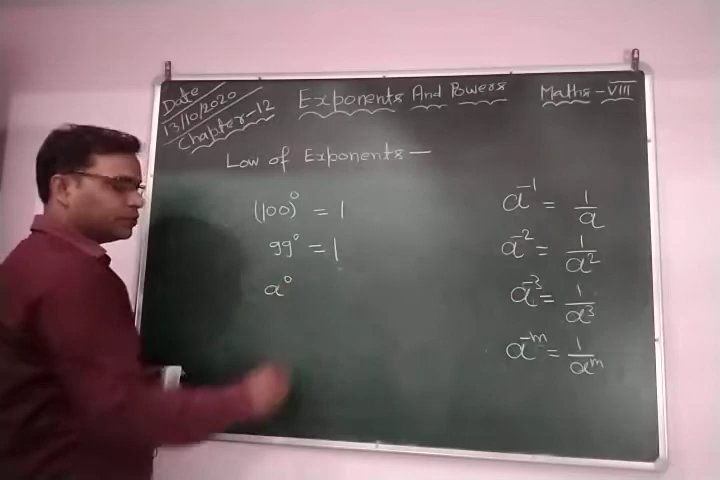 Date
13/10/2020
Chapter-12
Exponents And Powers
Maths-VIII
Law of Exponents—
(100)⁰ = 1
99⁰ = 1
a⁰
a⁻¹ = 1/a
a⁻² = 1/a²
a⁻³ = 1/a³
a⁻ᵐ = 1/aᵐ